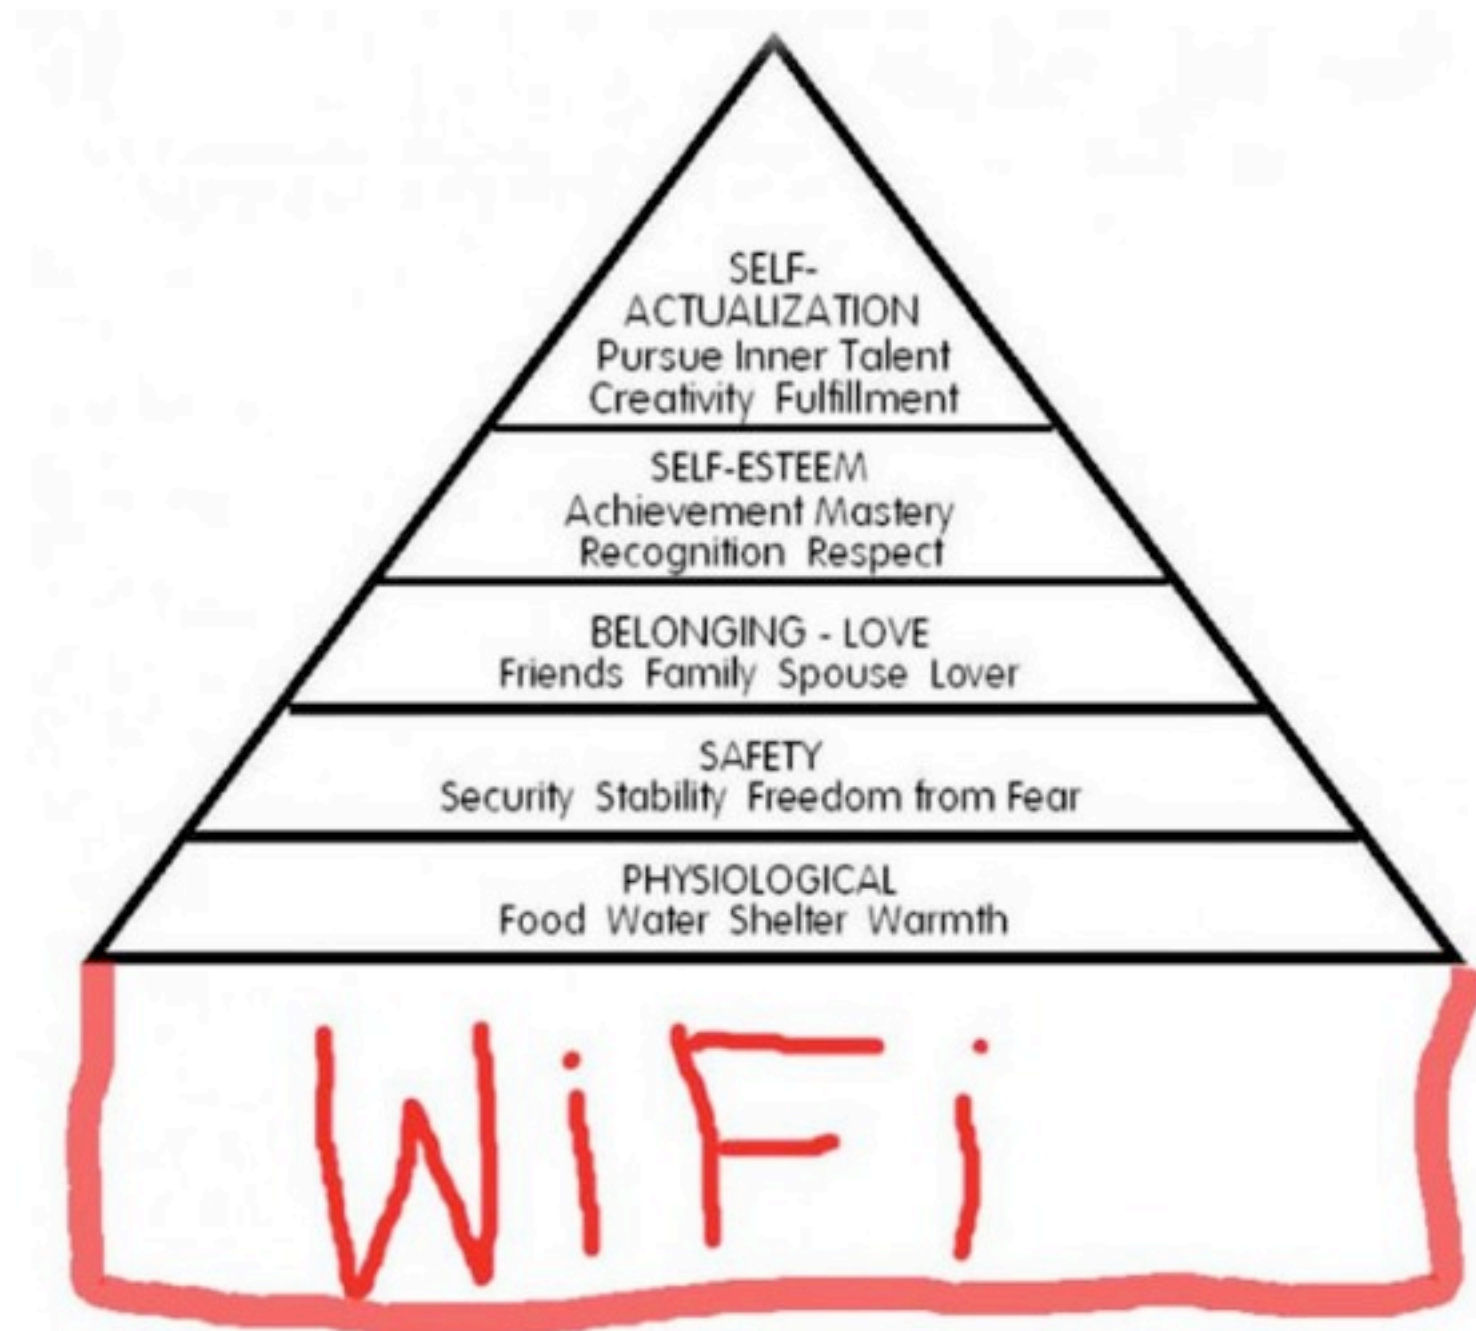 SELF-
ACTUALIZATION
Pursue Inner Talent
Creativity Fulfillment
SELF-ESTEEM
Achievement Mastery
Recognition Respect
BELONGING - LOVE
Friends Family Spouse Lover
SAFETY
Security Stability Freedom from Fear
PHYSIOLOGICAL
Food Water Shelter Warmth
WiFi